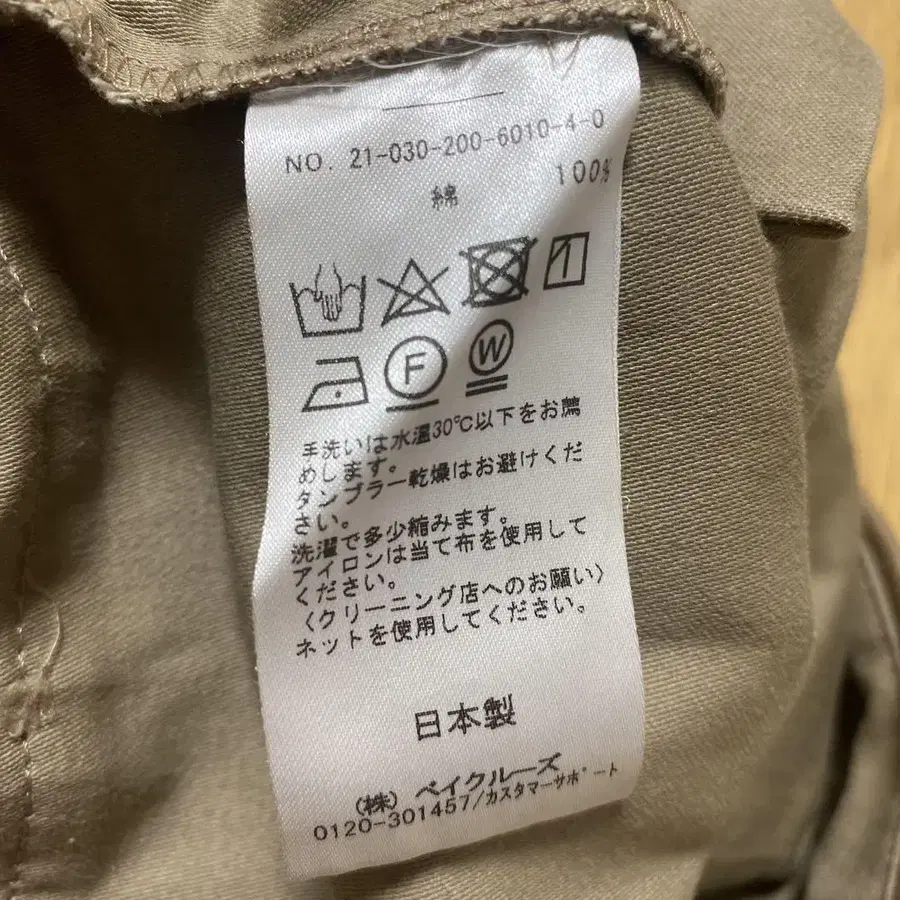 NO. 21-030-200-6010-4-0
綿 100%
F W
手洗いは水温30℃以下をお薦
めします。
タンブラー乾燥はお避けくだ
さい。
洗濯で多少縮みます。
アイロンは当て布を使用して
ください。
〈クリーニング店へのお願い〉
ネットを使用してください。
日本製
(株) ベイクルーズ
0120-301457/カスタマーサポート